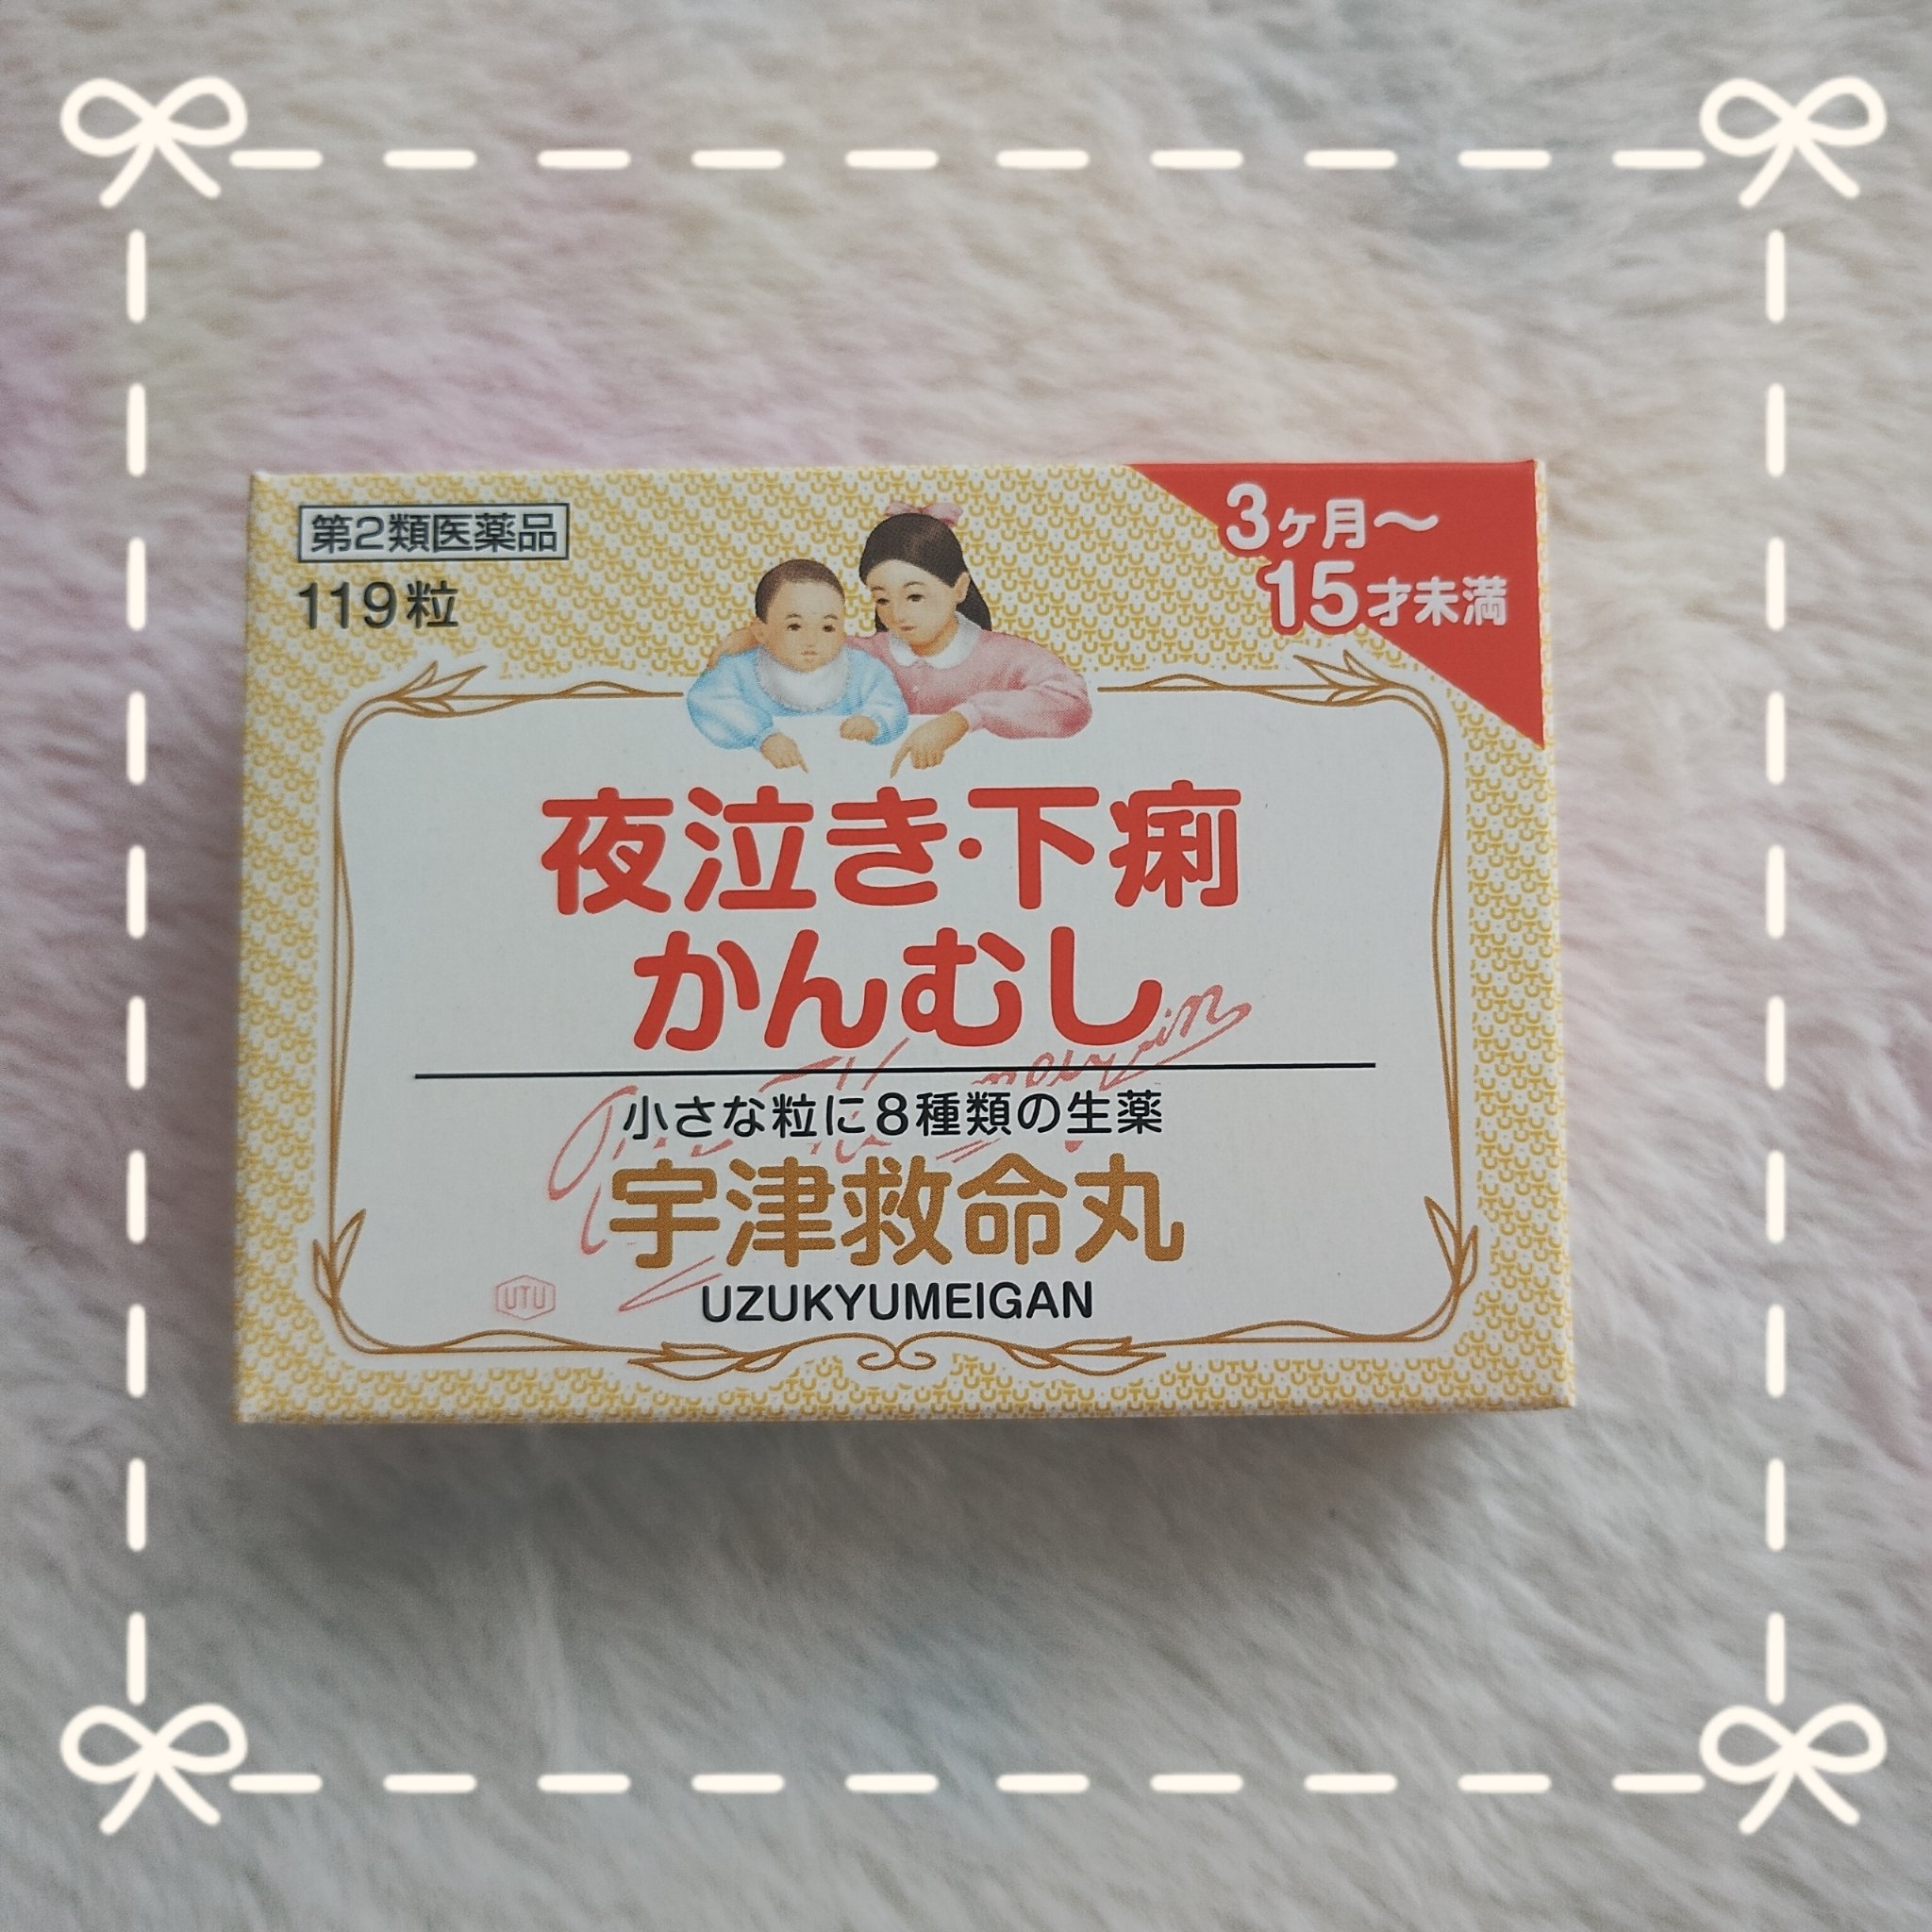 第2類医薬品
119粒
3ヶ月〜
15才未満
夜泣き・下痢
かんむし
小さな粒に8種類の生薬
宇津救命丸
UTU
UZUKYUMEIGAN